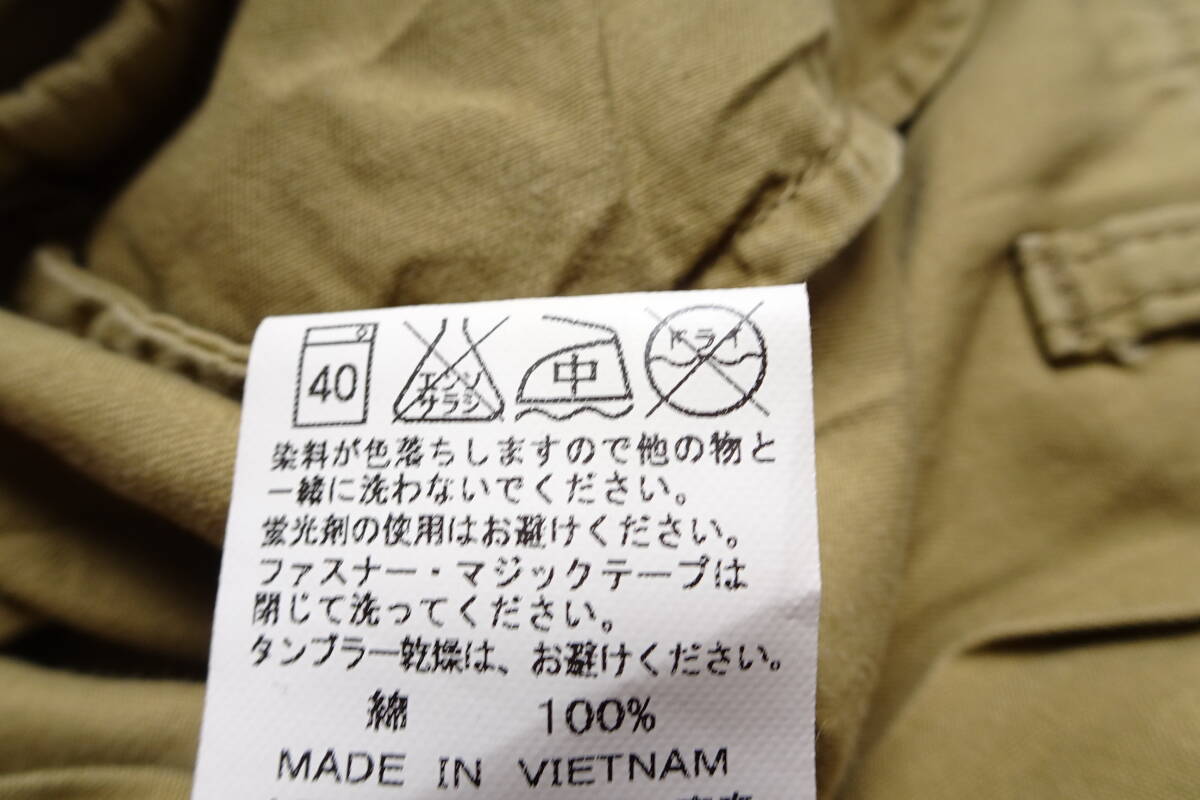 40 エンソサラシ 中 ドライ
染料が色落ちしますので他の物と
一緒に洗わないでください。
蛍光剤の使用はお避けください。
ファスナー・マジックテープは
閉じて洗ってください。
タンブラー乾燥は、お避けください。
綿 100%
MADE IN VIETNAM